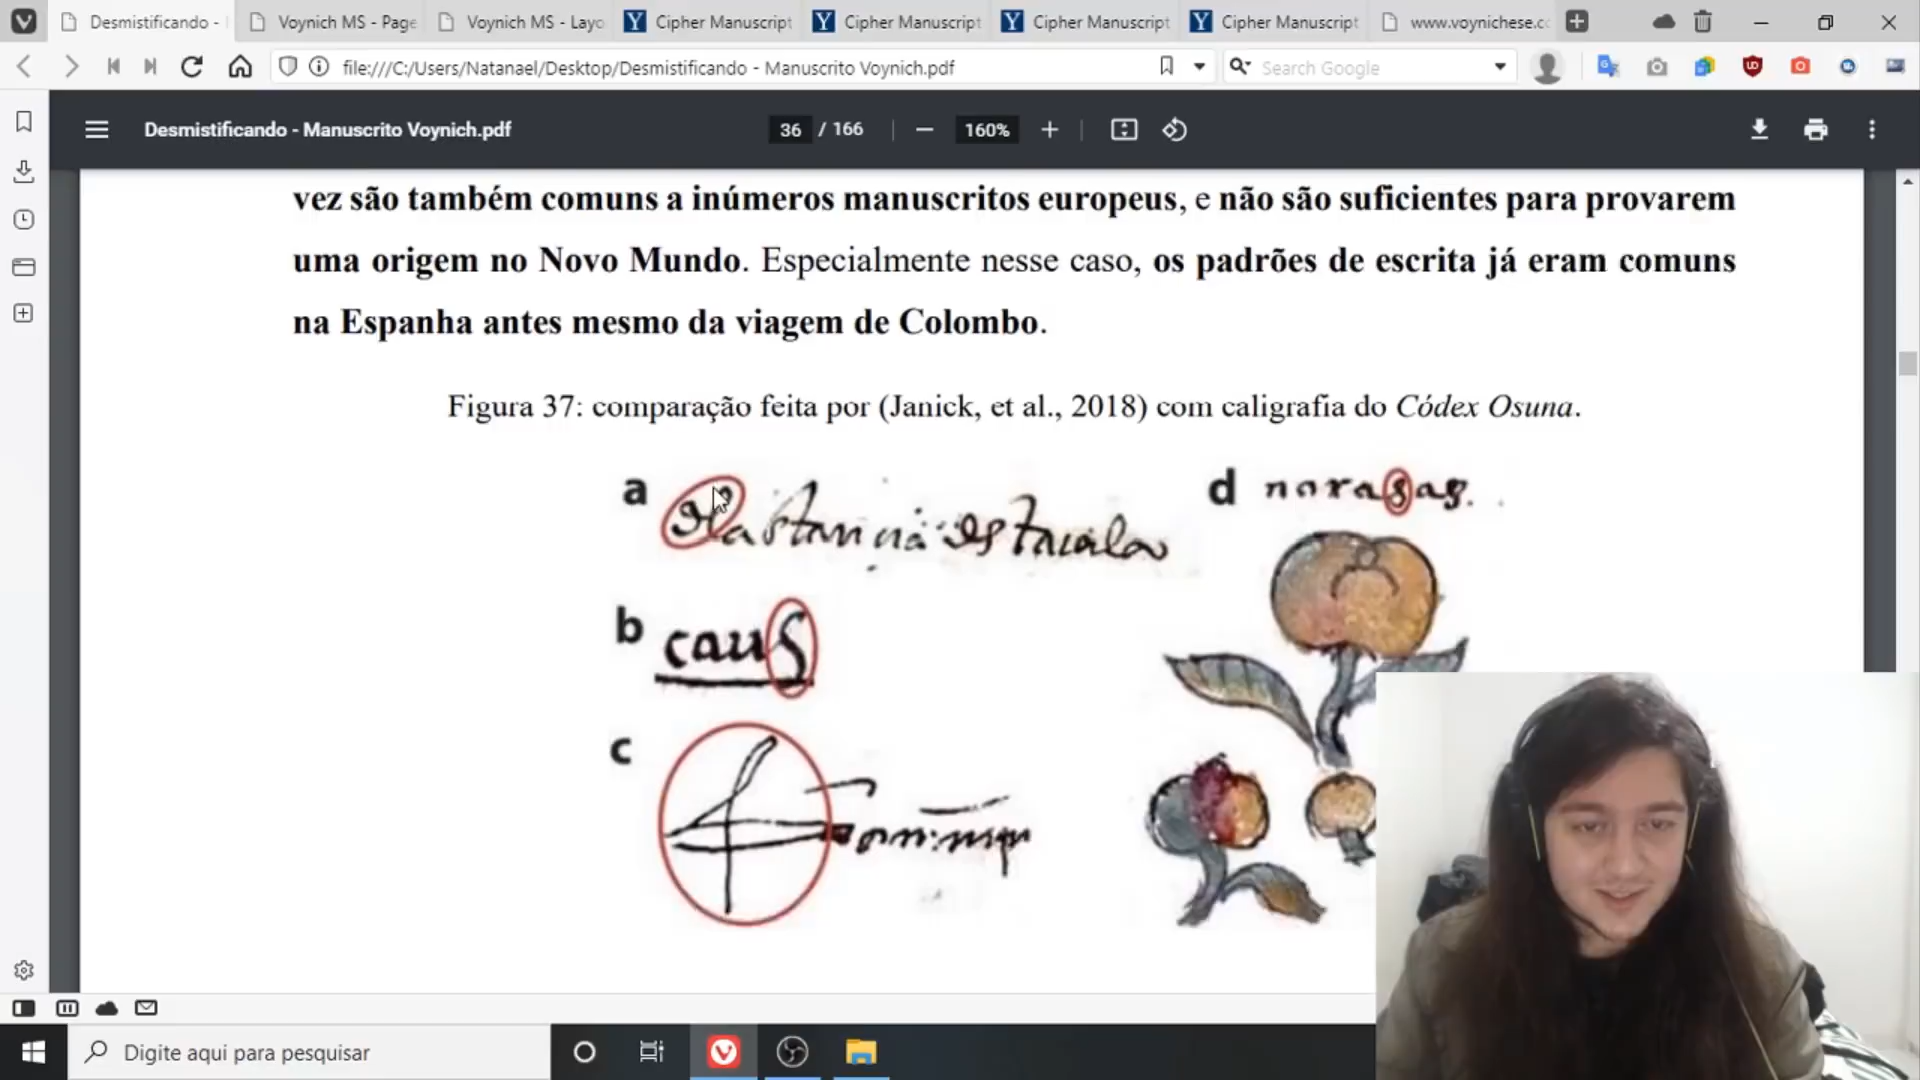 Desmistificando -
Voynich MS - Page
Voynich MS - Layo
Cipher Manuscript
Cipher Manuscript
Cipher Manuscript
Cipher Manuscript
www.voynichese.c
file:///C:/Users/Natanael/Desktop/Desmistificando - Manuscrito Voynich.pdf
Search Google
Desmistificando - Manuscrito Voynich.pdf
36 / 166
160%
vez são também comuns a inúmeros manuscritos europeus, e não são suficientes para provarem
uma origem no Novo Mundo. Especialmente nesse caso, os padrões de escrita já eram comuns
na Espanha antes mesmo da viagem de Colombo.
Figura 37: comparação feita por (Janick, et al., 2018) com caligrafia do Códex Osuna.
a
d
b
c
Digite aqui para pesquisar